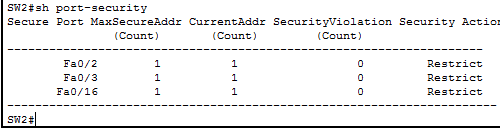 SW2#sh port-security
Secure Port MaxSecureAddr CurrentAddr SecurityViolation Security Action
(Count) (Count) (Count)
--------------------------------------------------------------------
Fa0/2 1 1 0 Restrict
Fa0/3 1 1 0 Restrict
Fa0/16 1 1 0 Restrict
----------------------------------------------------------------------
SW2#